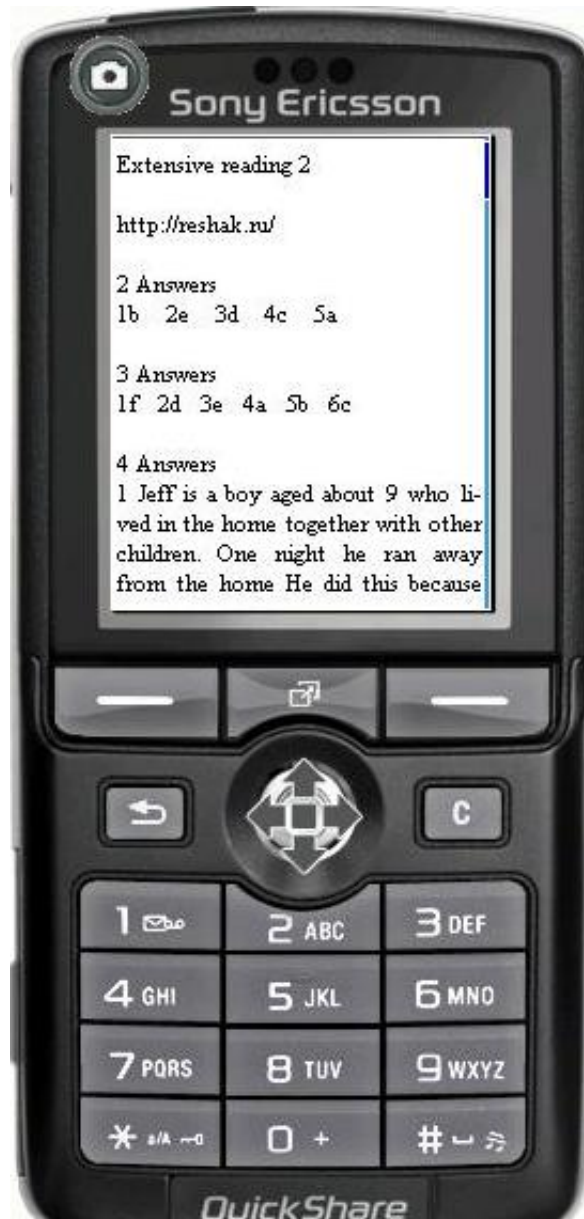 Sony Ericsson
Extensive reading 2
http://reshak.ru/
2 Answers
1b 2e 3d 4c 5a
3 Answers
1f 2d 3e 4a 5b 6c
4 Answers
1 Jeff is a boy aged about 9 who li-
ved in the home together with other
children. One night he ran away
from the home He did this because
C
1 2 ABC 3 DEF
4 GHI 5 JKL 6 MNO
7 PQRS 8 TUV 9 WXYZ
* a/A 0 + #
QuickShare